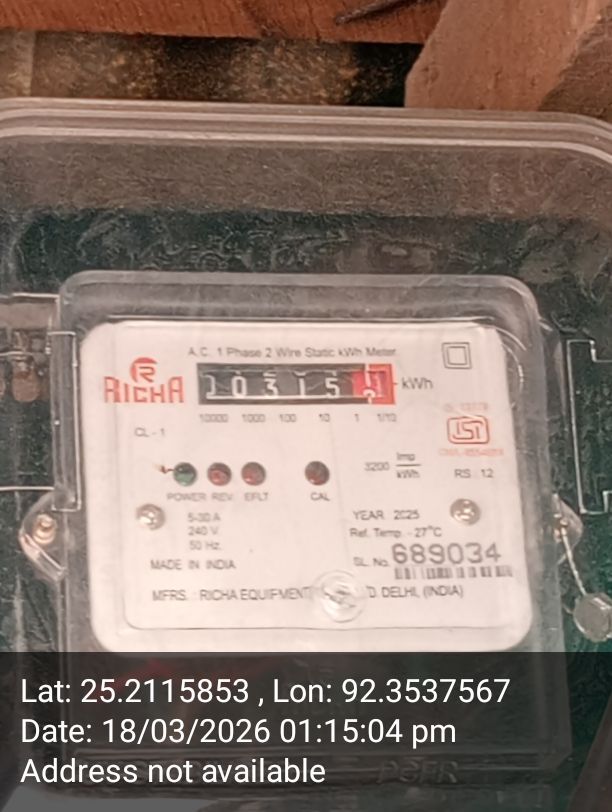 A.C. 1 Phase 2 Wire Static kWh Meter
RICHA
0315 kWh
10000 1000 100 10 1 1/10
CL - 1
ISI
3200 Imp
kWh
RS 12
POWER REV. EFLT CAL
5-30 A
240 V
50 Hz.
YEAR 2025
Ref. Temp. - 27°C
SL. No. 689034
MADE IN INDIA
MFRS. : RICHA EQUIPMENT D. DELHI, (INDIA)
Lat: 25.2115853 , Lon: 92.3537567
Date: 18/03/2026 01:15:04 pm
Address not available